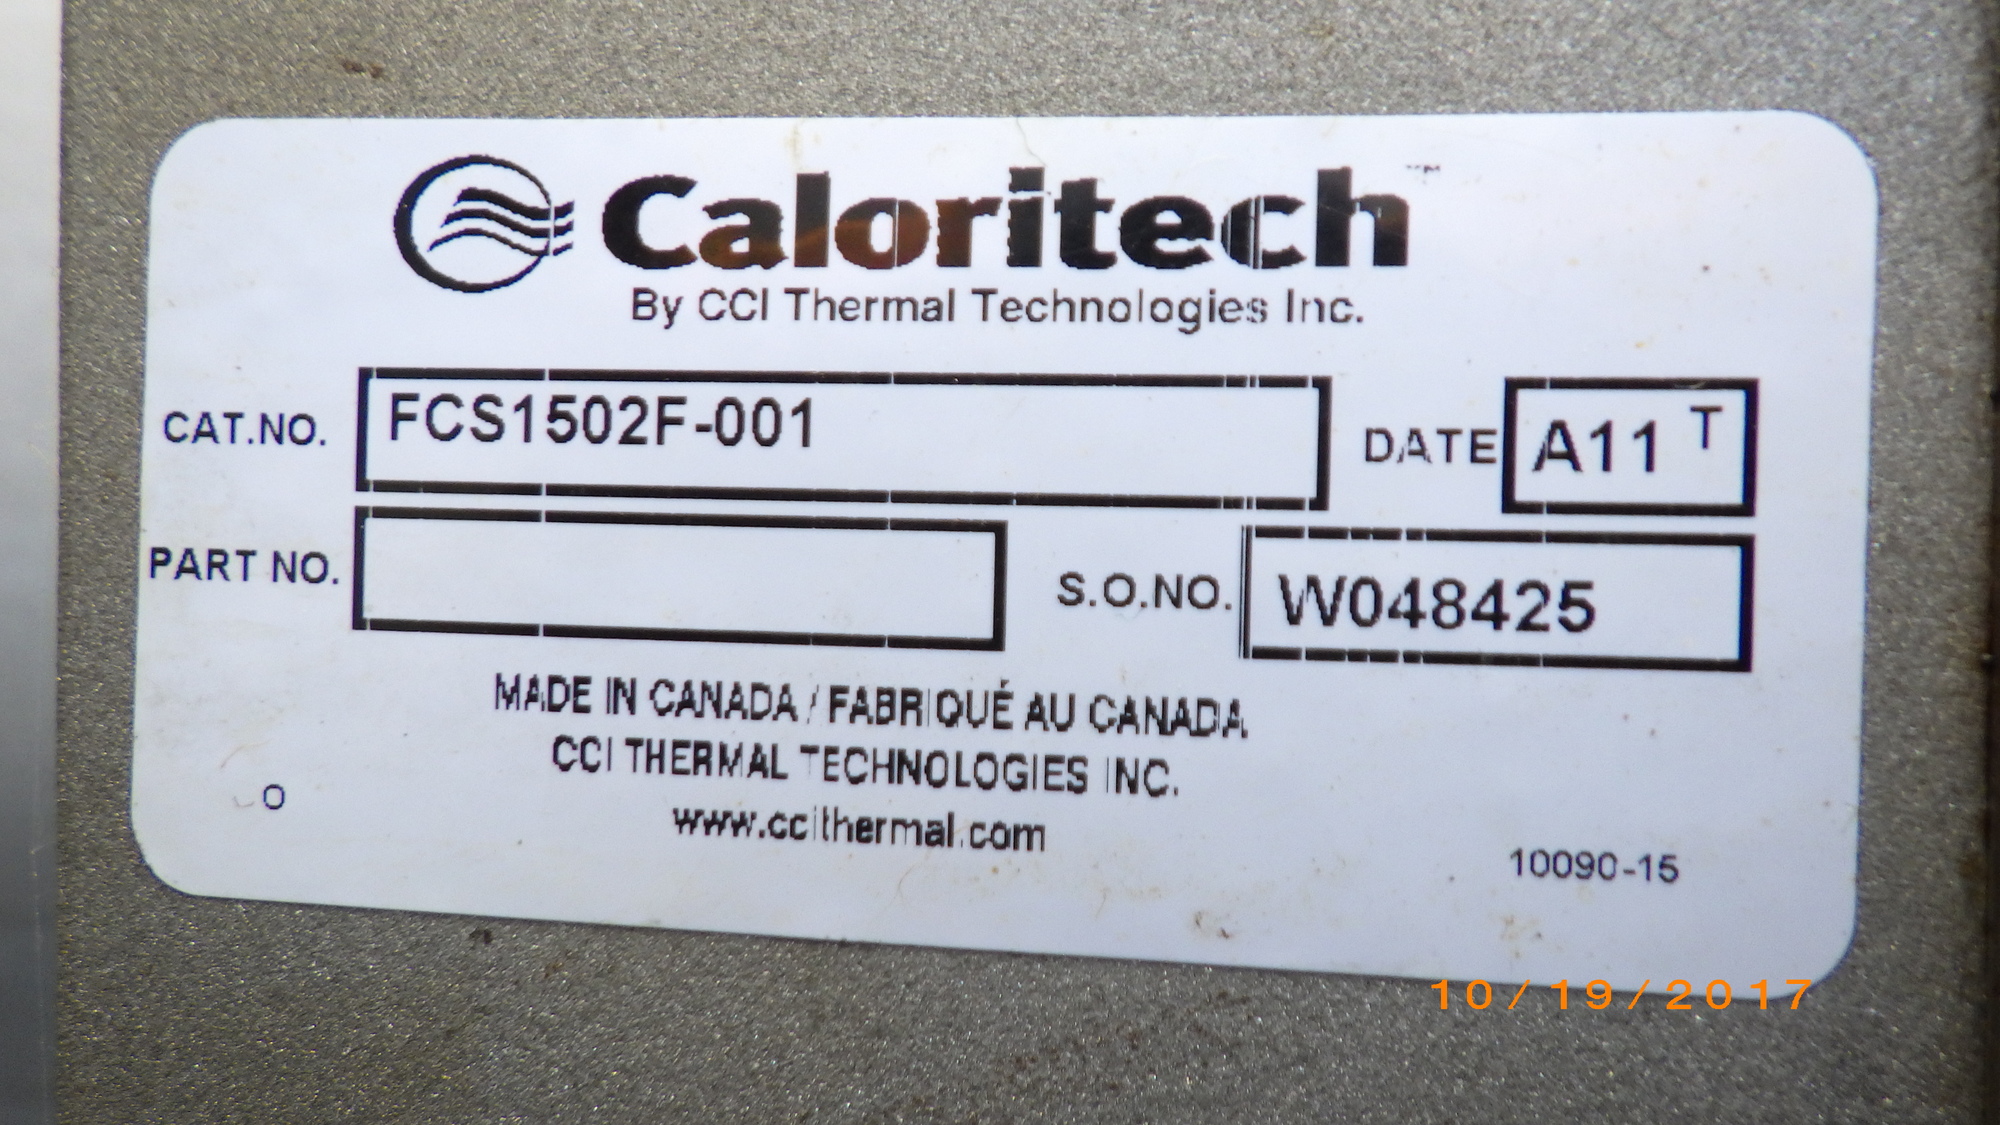 Caloritech™
By CCI Thermal Technologies Inc.
CAT.NO. FCS1502F-001 DATE A11 T
PART NO. S.O.NO. W048425
MADE IN CANADA / FABRIQUÉ AU CANADA
CCI THERMAL TECHNOLOGIES INC.
www.ccithermal.com
O
10090-15
10/19/2017